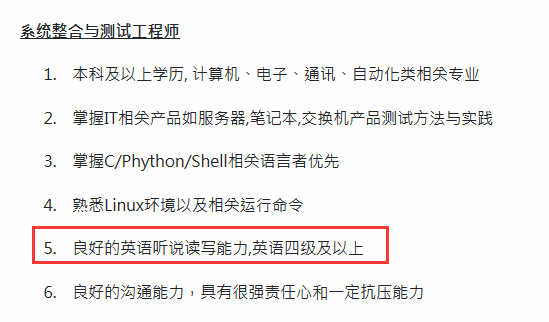 系统整合与测试工程师
1. 本科及以上学历, 计算机、电子、通讯、自动化类相关专业
2. 掌握IT相关产品如服务器,笔记本,交换机产品测试方法与实践
3. 掌握C/Phython/Shell相关语言者优先
4. 熟悉Linux环境以及相关运行命令
5. 良好的英语听说读写能力,英语四级及以上
6. 良好的沟通能力，具有很强责任心和一定抗压能力